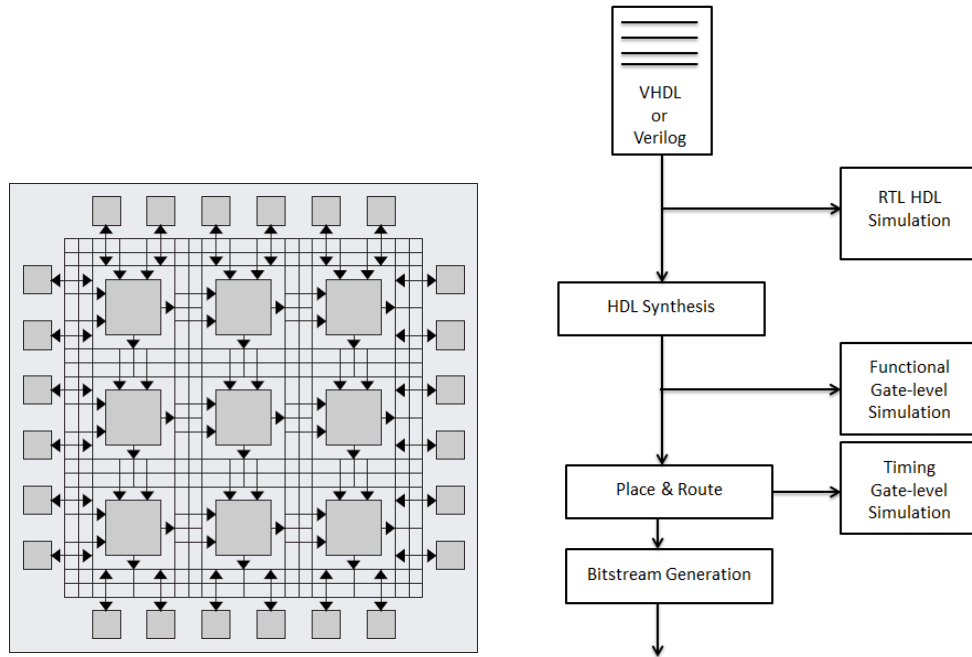 VHDL
or
Verilog
RTL HDL
Simulation
HDL Synthesis
Functional
Gate-level
Simulation
Place & Route
Timing
Gate-level
Simulation
Bitstream Generation